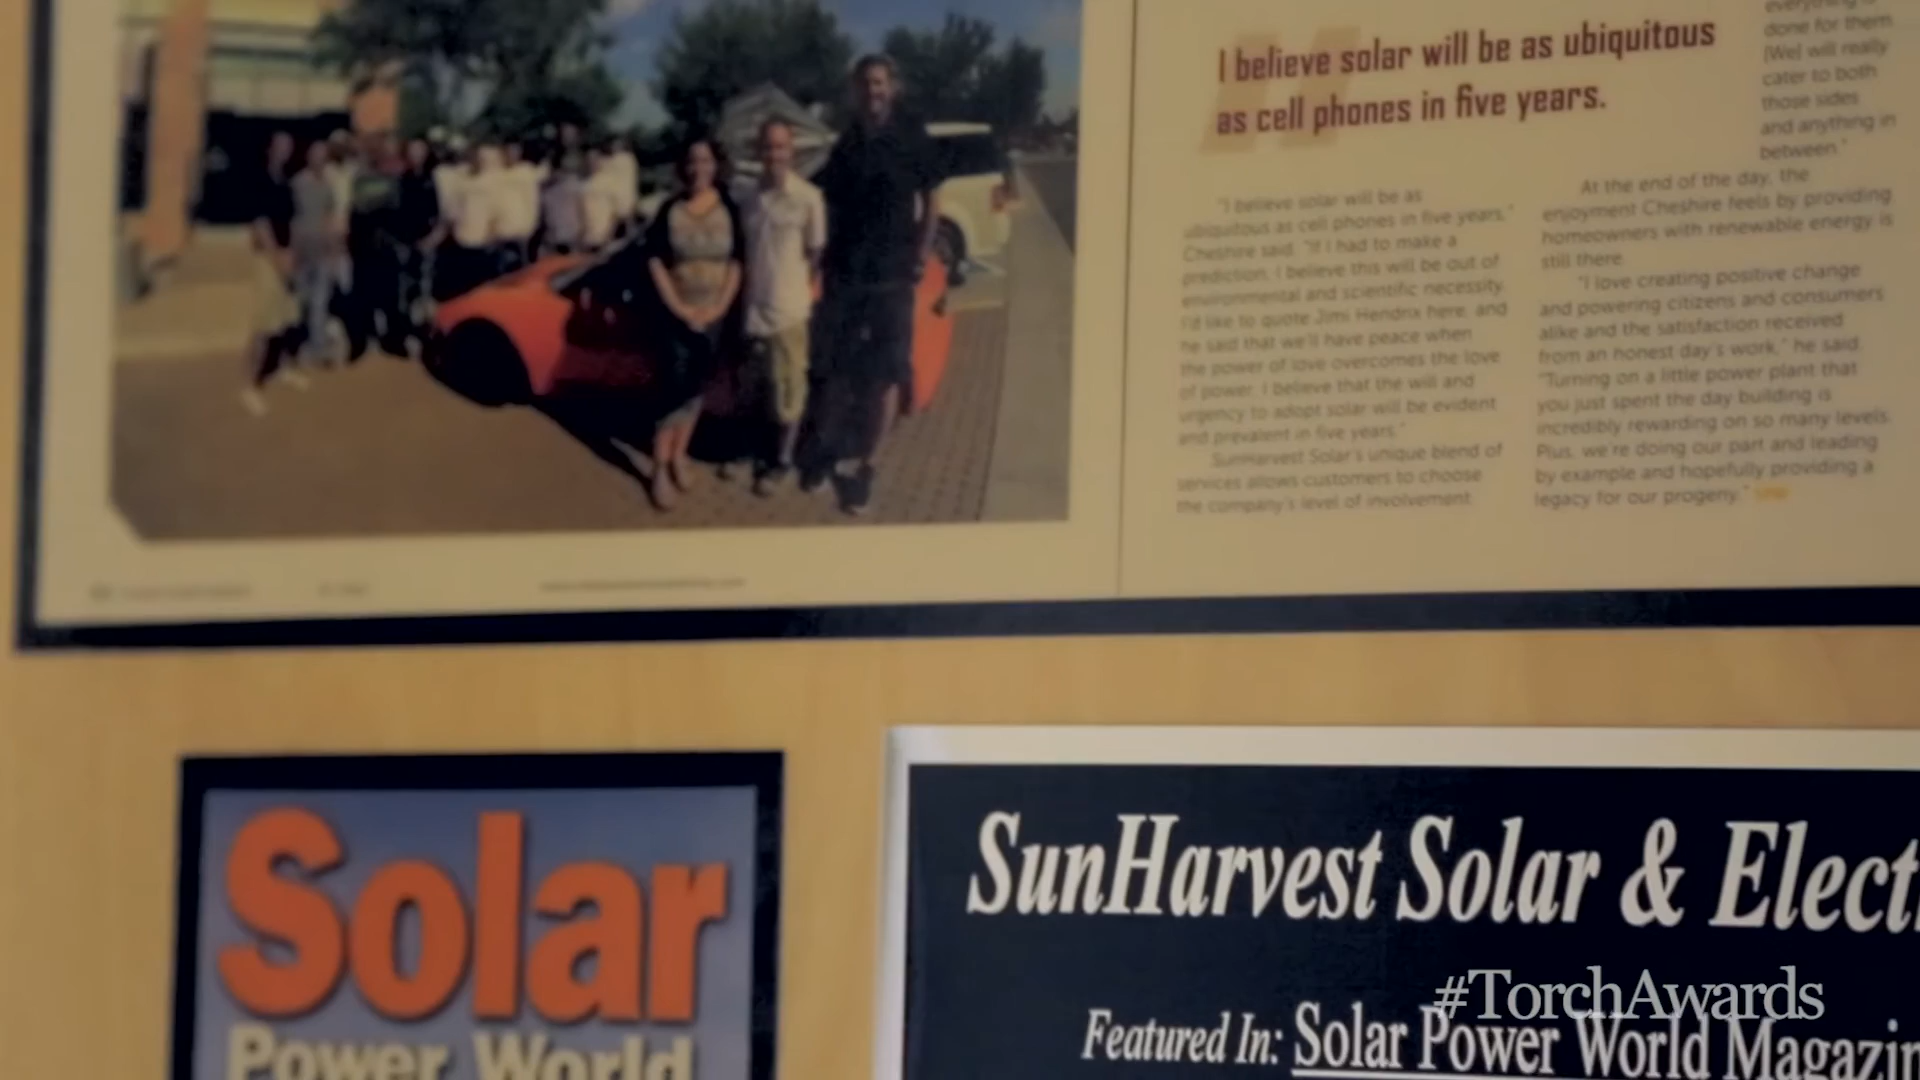 I believe solar will be as ubiquitous
as cell phones in five years.
"I believe solar will be as
ubiquitous as cell phones in five years,"
Cheshire said. "If I had to make a
prediction, I believe this will be out of
environmental and scientific necessity.
I'd like to quote Jimi Hendrix here, and
he said that we'll have peace when
the power of love overcomes the love
of power. I believe that the will and
urgency to adopt solar will be evident
and prevalent in five years."
SunHarvest Solar's unique blend of
services allows customers to choose
the company's level of involvement.
everything is
done for them.
[We] will really
cater to both
those sides
and anything in
between."
At the end of the day, the
enjoyment Cheshire feels by providing
homeowners with renewable energy is
still there.
"I love creating positive change
and powering citizens and consumers
alike and the satisfaction received
from an honest day's work," he said.
"Turning on a little power plant that
you just spent the day building is
incredibly rewarding on so many levels.
Plus, we're doing our part and leading
by example and hopefully providing a
legacy for our progeny."
Solar
Power World
SunHarvest Solar & Elect
Featured In: Solar Power World Magazin
#TorchAwards